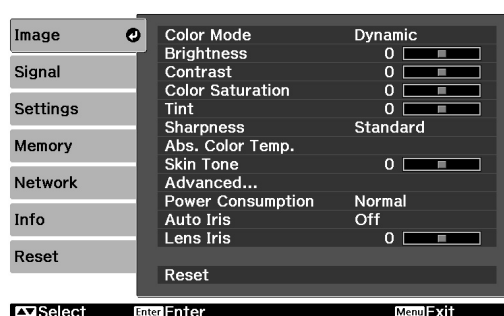 Image
Signal
Settings
Memory
Network
Info
Reset
Color Mode Dynamic
Brightness 0
Contrast 0
Color Saturation 0
Tint 0
Sharpness Standard
Abs. Color Temp.
Skin Tone 0
Advanced...
Power Consumption Normal
Auto Iris Off
Lens Iris 0
Reset
Select Enter Enter Menu Exit